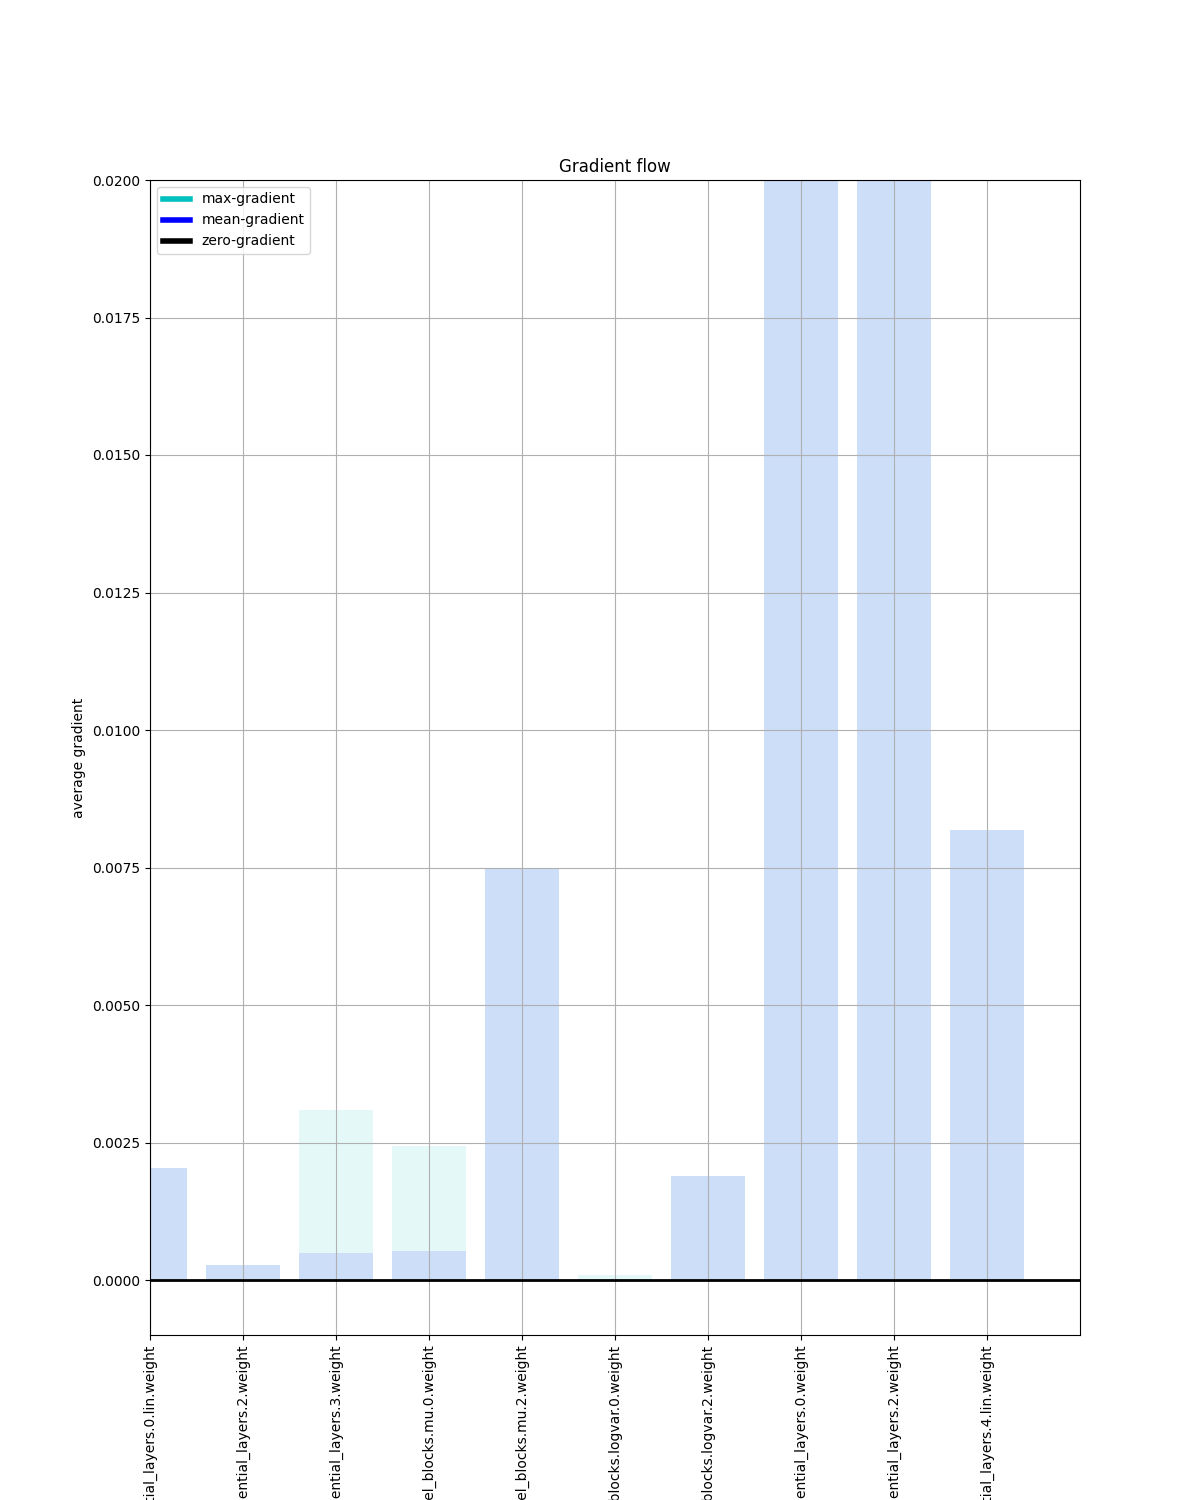 Gradient flow
max-gradient
mean-gradient
zero-gradient
0.0200
0.0175
0.0150
0.0125
0.0100
0.0075
0.0050
0.0025
0.0000
average gradient
tial_layers.0.lin.weight
ential_layers.2.weight
ential_layers.3.weight
el_blocks.mu.0.weight
el_blocks.mu.2.weight
blocks.logvar.0.weight
blocks.logvar.2.weight
ential_layers.0.weight
ential_layers.2.weight
tial_layers.4.lin.weight